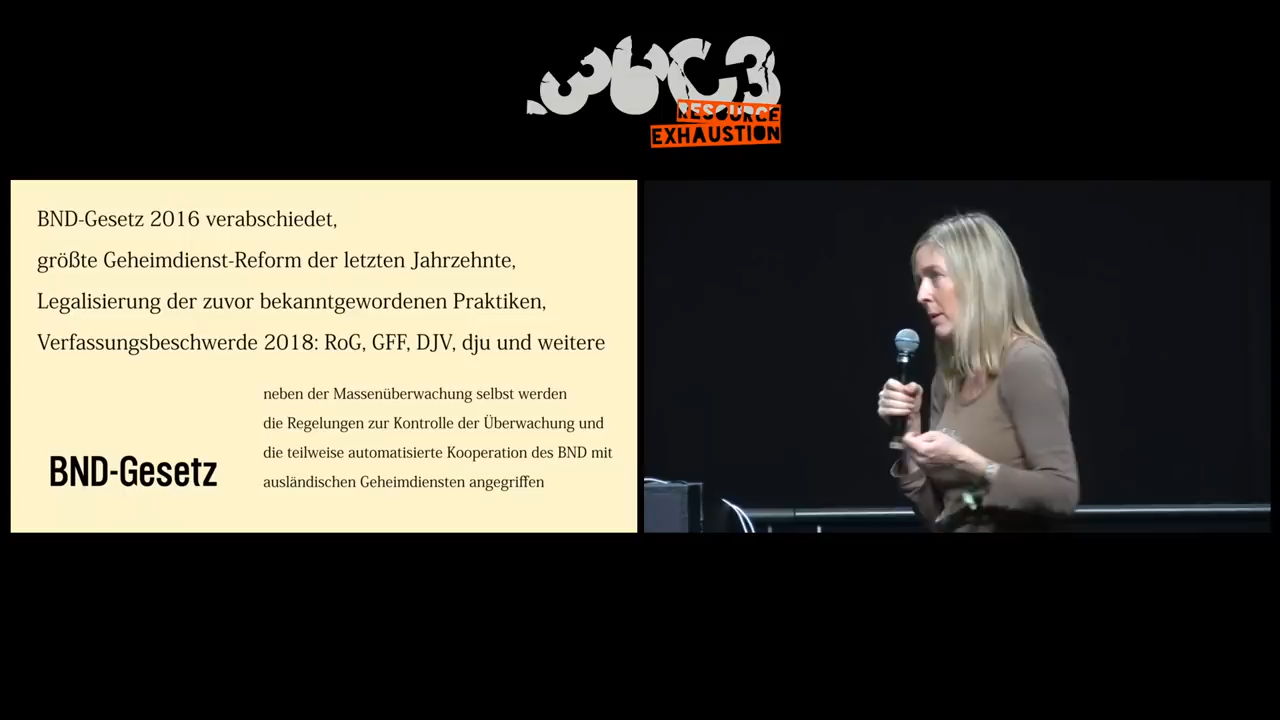 36C3
RESOURCE
EXHAUSTION
BND-Gesetz 2016 verabschiedet,
größte Geheimdienst-Reform der letzten Jahrzehnte,
Legalisierung der zuvor bekanntgewordenen Praktiken,
Verfassungsbeschwerde 2018: RoG, GFF, DJV, dju und weitere
neben der Massenüberwachung selbst werden
die Regelungen zur Kontrolle der Überwachung und
die teilweise automatisierte Kooperation des BND mit
ausländischen Geheimdiensten angegriffen
BND-Gesetz